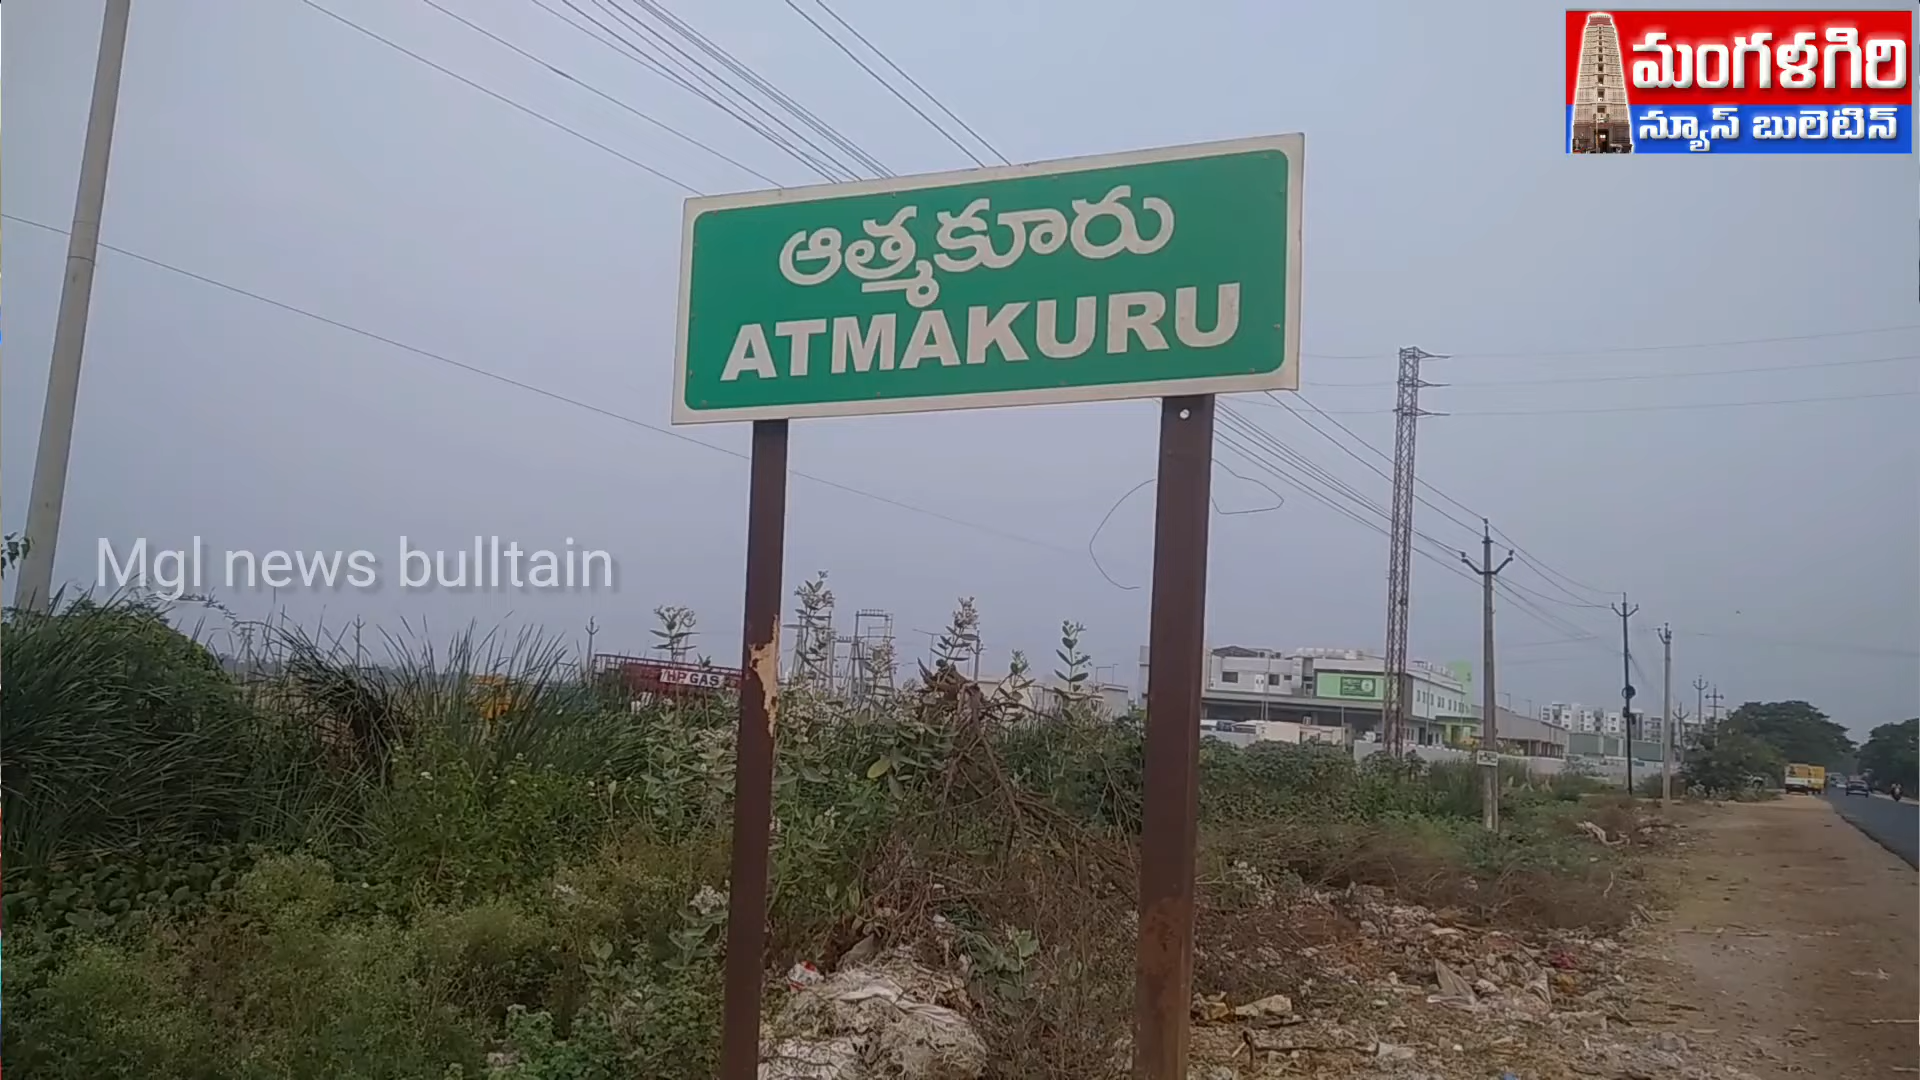 మంగళగిరి
న్యూస్ బులెటిన్
ఆత్మకూరు
ATMAKURU
Mgl news bulltain
HP GAS